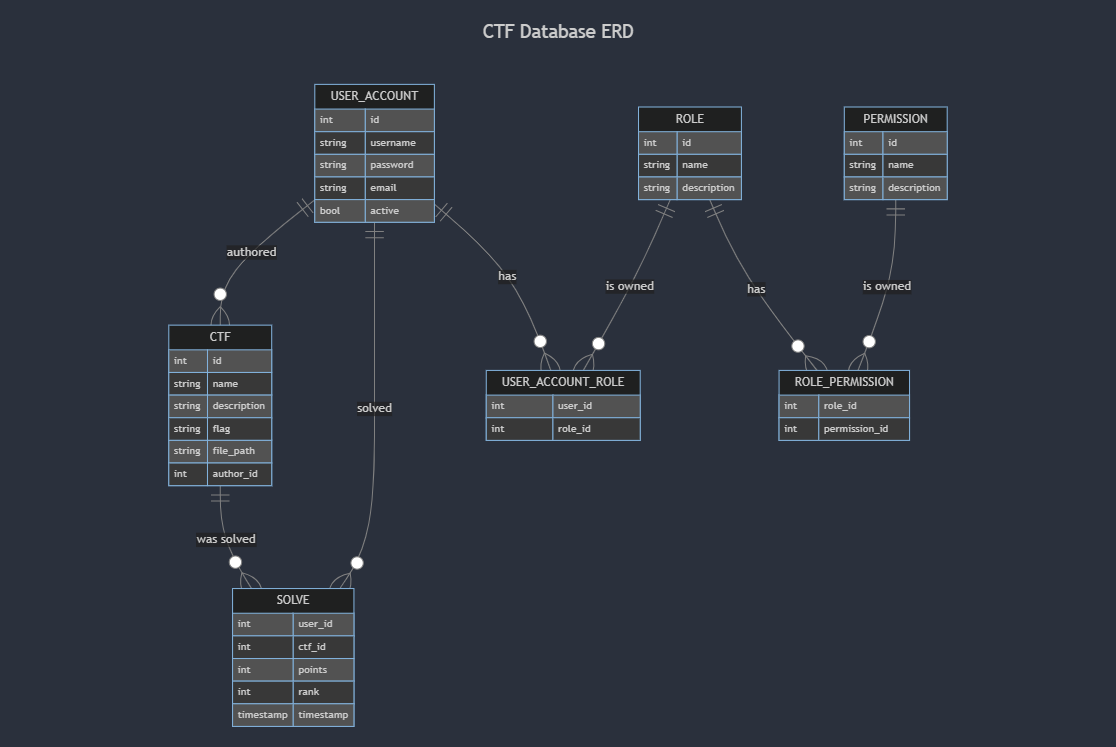 CTF Database ERD
USER_ACCOUNT
int id
string username
string password
string email
bool active
ROLE
int id
string name
string description
PERMISSION
int id
string name
string description
authored
has
is owned
has
is owned
CTF
int id
string name
string description
string flag
string file_path
int author_id
solved
USER_ACCOUNT_ROLE
int user_id
int role_id
ROLE_PERMISSION
int role_id
int permission_id
was solved
SOLVE
int user_id
int ctf_id
int points
int rank
timestamp timestamp